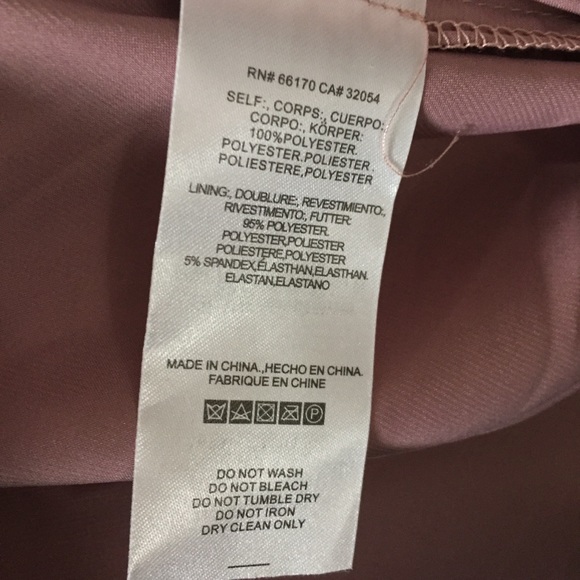 RN# 66170 CA# 32054
SELF:, CORPS:, CUERPO:
CORPO:, KÖRPER:
100%POLYESTER.
POLYESTER.POLIESTER.
POLIESTERE,POLYESTER
LINING:, DOUBLURE:, REVESTIMIENTO:,
RIVESTIMENTO:, FUTTER:
95% POLYESTER.
POLYESTER,POLIESTER
POLIESTERE,POLYESTER
5% SPANDEX,ÉLASTHAN,ELASTHAN.
ELASTAN,ELASTANO
MADE IN CHINA.,HECHO EN CHINA.
FABRIQUE EN CHINE
P
DO NOT WASH
DO NOT BLEACH
DO NOT TUMBLE DRY
DO NOT IRON
DRY CLEAN ONLY